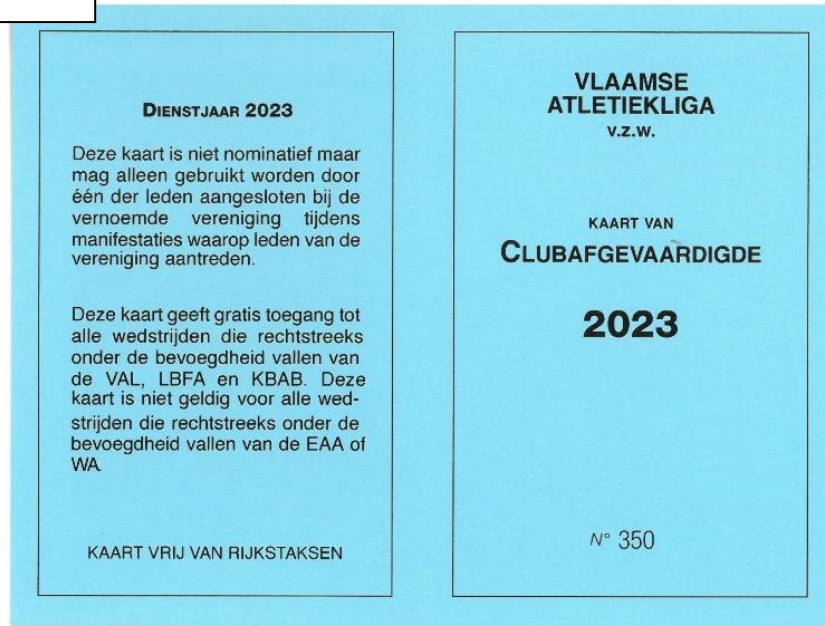 DIENSTJAAR 2023
Deze kaart is niet nominatief maar
mag alleen gebruikt worden door
één der leden aangesloten bij de
vernoemde vereniging tijdens
manifestaties waarop leden van de
vereniging aantreden.
Deze kaart geeft gratis toegang tot
alle wedstrijden die rechtstreeks
onder de bevoegdheid vallen van
de VAL, LBFA en KBAB. Deze
kaart is niet geldig voor alle wed-
strijden die rechtstreeks onder de
bevoegdheid vallen van de EAA of
WA
KAART VRIJ VAN RIJKSTAKSEN
VLAAMSE
ATLETIEKLIGA
V.Z.W.
KAART VAN
CLUBAFGEVAARDIGDE
2023
N° 350